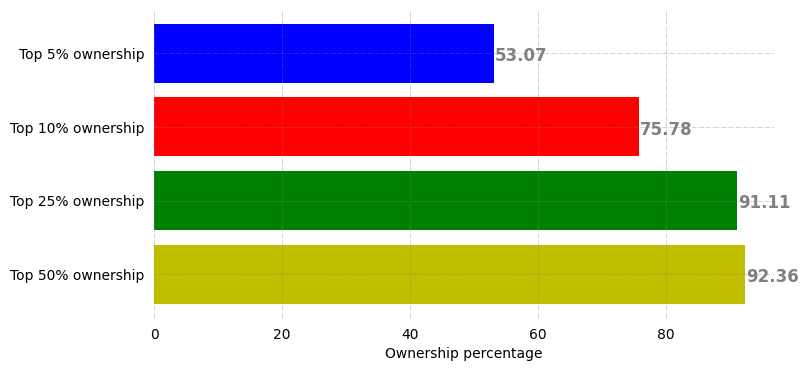 Top 5% ownership
53.07
Top 10% ownership
75.78
Top 25% ownership
91.11
Top 50% ownership
92.36
0 20 40 60 80
Ownership percentage